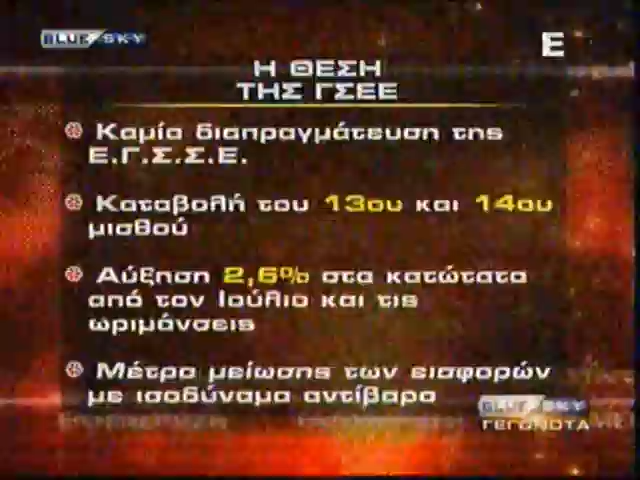 BLUE SKY
E
Η ΘΕΣΗ
ΤΗΣ ΓΣΕΕ
Καμία διαπραγμάτευση της
Ε.Γ.Σ.Σ.Ε.
Καταβολή του 13ου και 14ου
μισθού
Αύξηση 2,6% στα κατώτατα
από τον Ιούλιο και τις
ωριμάνσεις
Μέτρα μείωσης των εισφορών
με ισοδύναμα αντίβαρα
BLUE SKY
ΓΕΓΟΝΟΤΑ